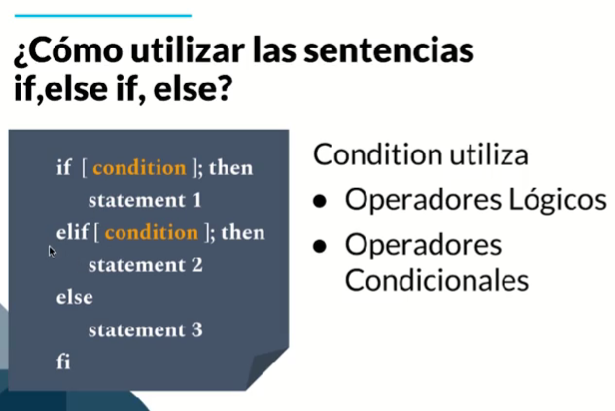 ¿Cómo utilizar las sentencias
if,else if, else?
if [ condition ]; then
statement 1
elif [ condition ]; then
statement 2
else
statement 3
fi
Condition utiliza
● Operadores Lógicos
● Operadores
Condicionales